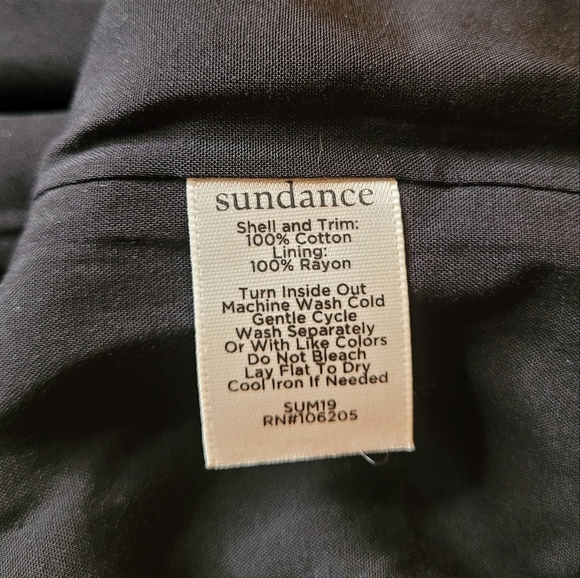 sundance
Shell and Trim:
100% Cotton
Lining:
100% Rayon
Turn Inside Out
Machine Wash Cold
Gentle Cycle
Wash Separately
Or With Like Colors
Do Not Bleach
Lay Flat To Dry
Cool Iron If Needed
SUM19
RN#106205